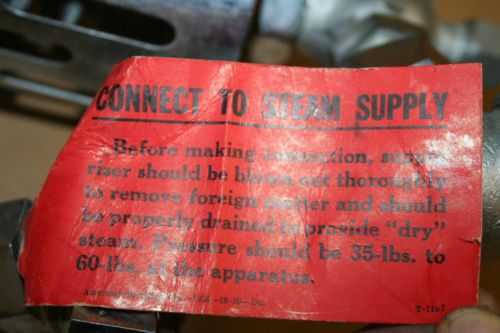 CONNECT TO STEAM SUPPLY
Before making connection, supply
riser should be blown out thoroughly
to remove foreign matter and should
be properly drained to provide "dry"
steam. Pressure should be 35-lbs. to
60-lbs. at the apparatus.
T-1167